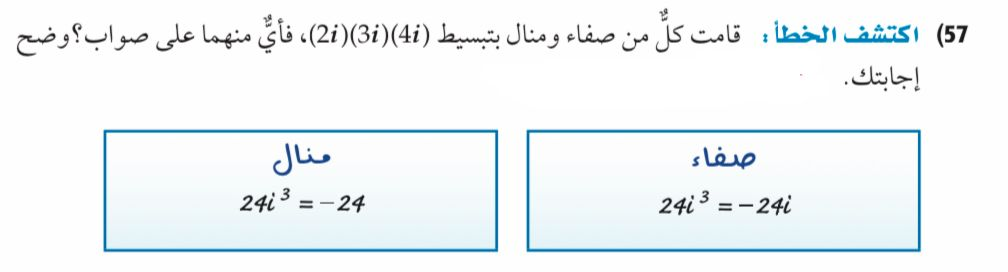 57) اكتشف الخطأ: قامت كلٌّ من صفاء ومنال بتبسيط (2i)(3i)(4i)، فأيٌّ منهما على صواب؟ وضح
إجابتك.
صفاء
24i³ = −24i
منال
24i³ = −24